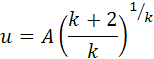 u = A((k + 2)/k)^(1/k)